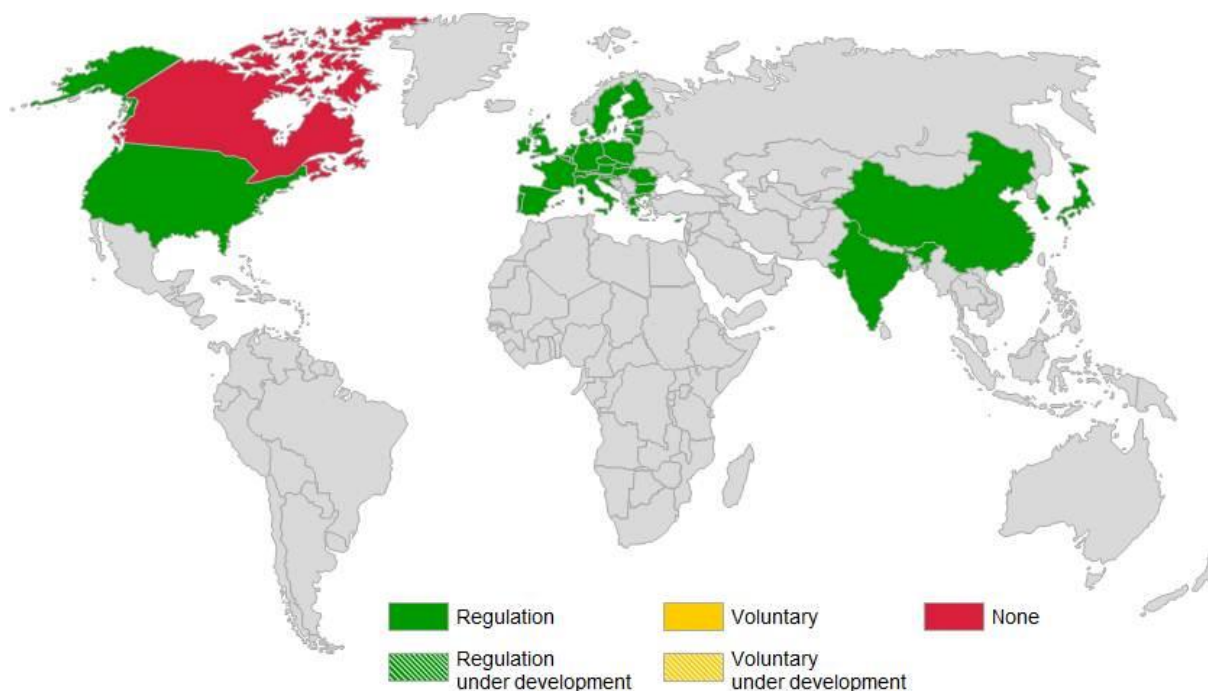 Regulation
Voluntary
None
Regulation
under development
Voluntary
under development